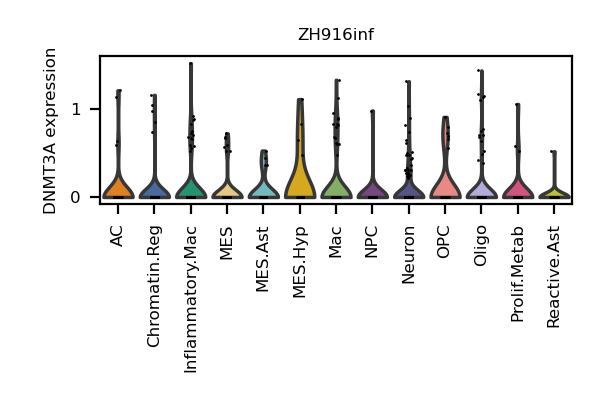 ZH916inf
DNMT3A expression
1
0
AC
Chromatin.Reg
Inflammatory.Mac
MES
MES.Ast
MES.Hyp
Mac
NPC
Neuron
OPC
Oligo
Prolif.Metab
Reactive.Ast